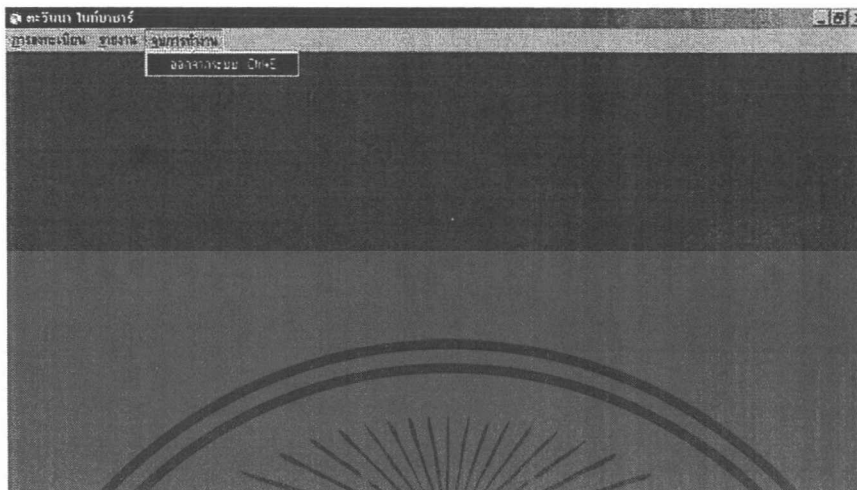 ตะวันนา ไนท์บาซาร์
การลงทะเบียน รายงาน จบการทำงาน
ออกจากระบบ Ctrl+E